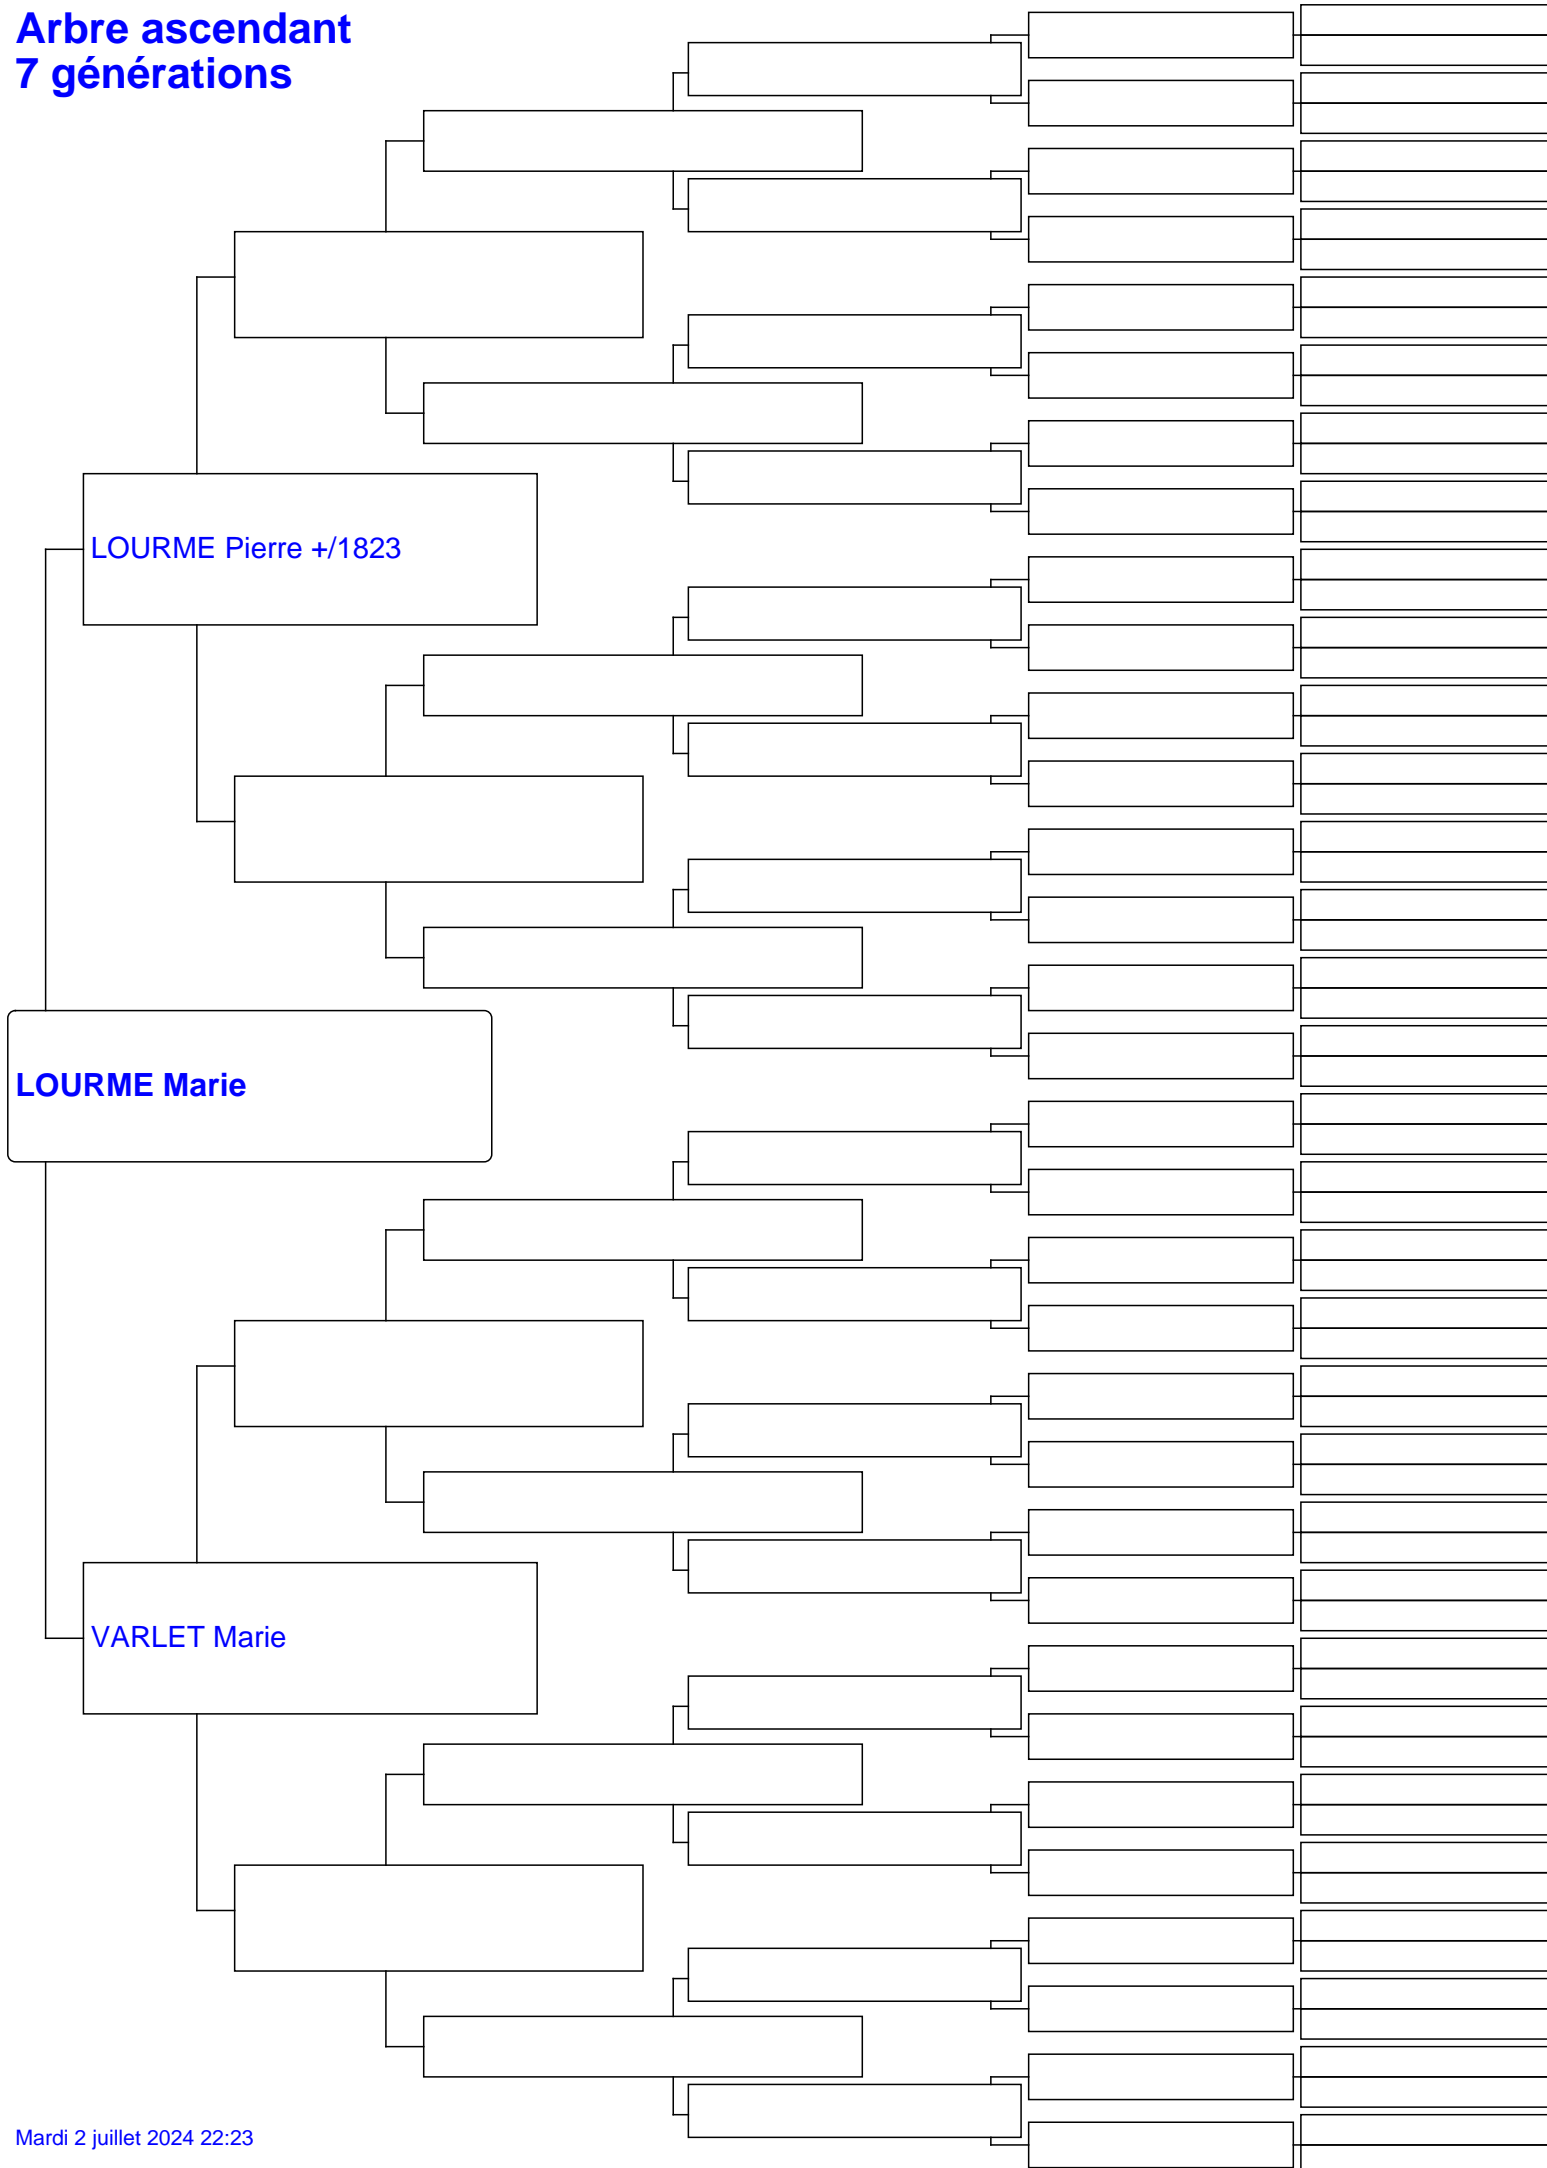 Arbre ascendant
7 générations
LOURME Pierre +/1823
LOURME Marie
VARLET Marie
Mardi 2 juillet 2024 22:23